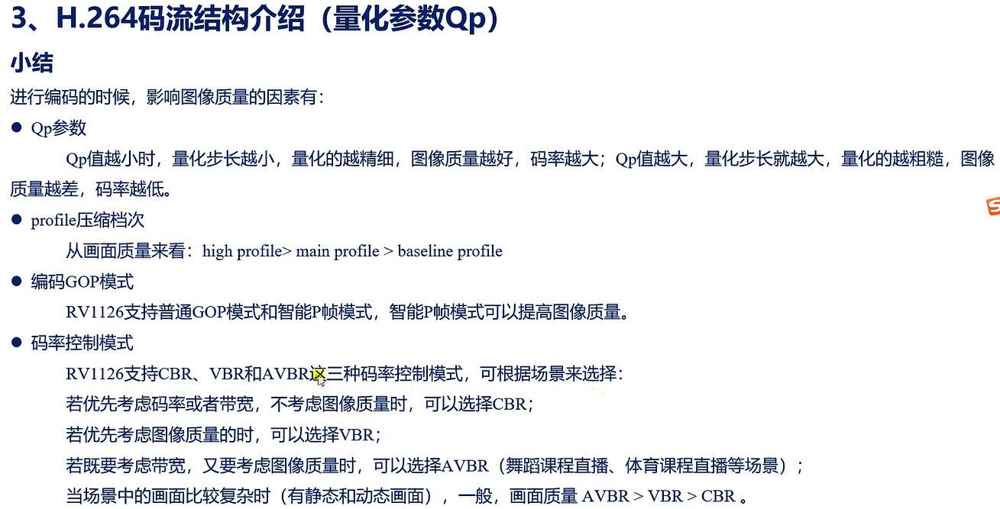 3、H.264码流结构介绍（量化参数Qp）
小结
进行编码的时候，影响图像质量的因素有：
● Qp参数
Qp值越小时，量化步长越小，量化的越精细，图像质量越好，码率越大；Qp值越大，量化步长就越大，量化的越粗糙，图像
质量越差，码率越低。
● profile压缩档次
从画面质量来看：high profile> main profile > baseline profile
● 编码GOP模式
RV1126支持普通GOP模式和智能P帧模式，智能P帧模式可以提高图像质量。
● 码率控制模式
RV1126支持CBR、VBR和AVBR这三种码率控制模式，可根据场景来选择：
若优先考虑码率或者带宽，不考虑图像质量时，可以选择CBR；
若优先考虑图像质量的时，可以选择VBR；
若既要考虑带宽，又要考虑图像质量时，可以选择AVBR（舞蹈课程直播、体育课程直播等场景）；
当场景中的画面比较复杂时（有静态和动态画面），一般，画面质量 AVBR > VBR > CBR 。